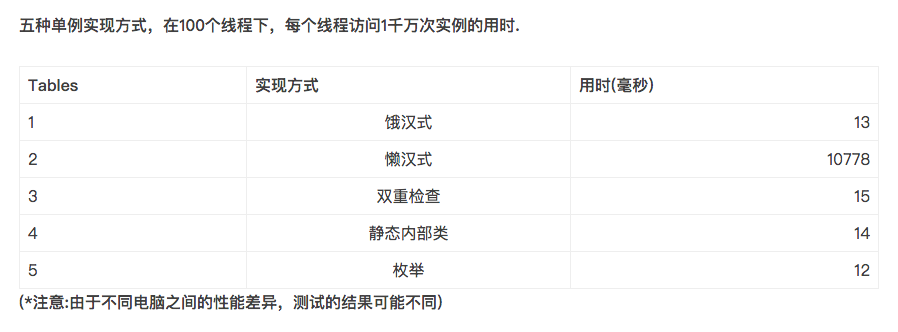 五种单例实现方式，在100个线程下，每个线程访问1千万次实例的用时.
Tables 实现方式 用时(毫秒)
1 饿汉式 13
2 懒汉式 10778
3 双重检查 15
4 静态内部类 14
5 枚举 12
(*注意:由于不同电脑之间的性能差异，测试的结果可能不同)